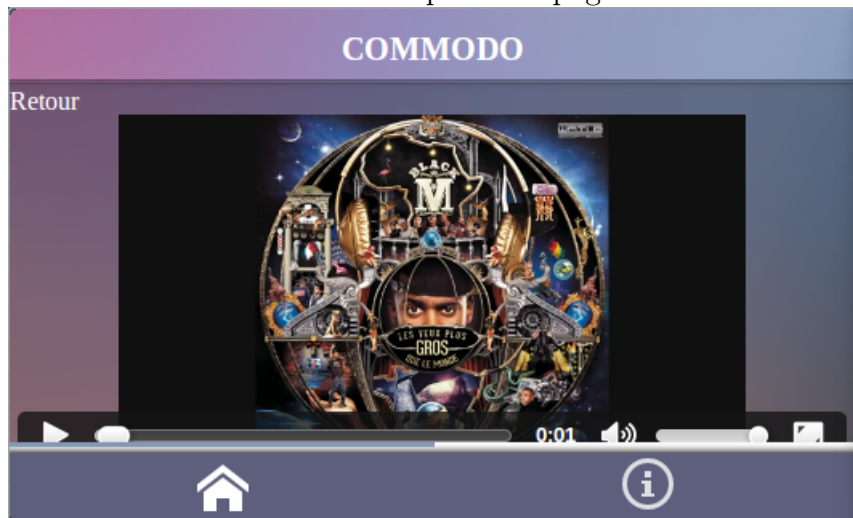 COMMODO
Retour
BLACK
M
LES YEUX PLUS
GROS
QUE LE MONDE
0:01